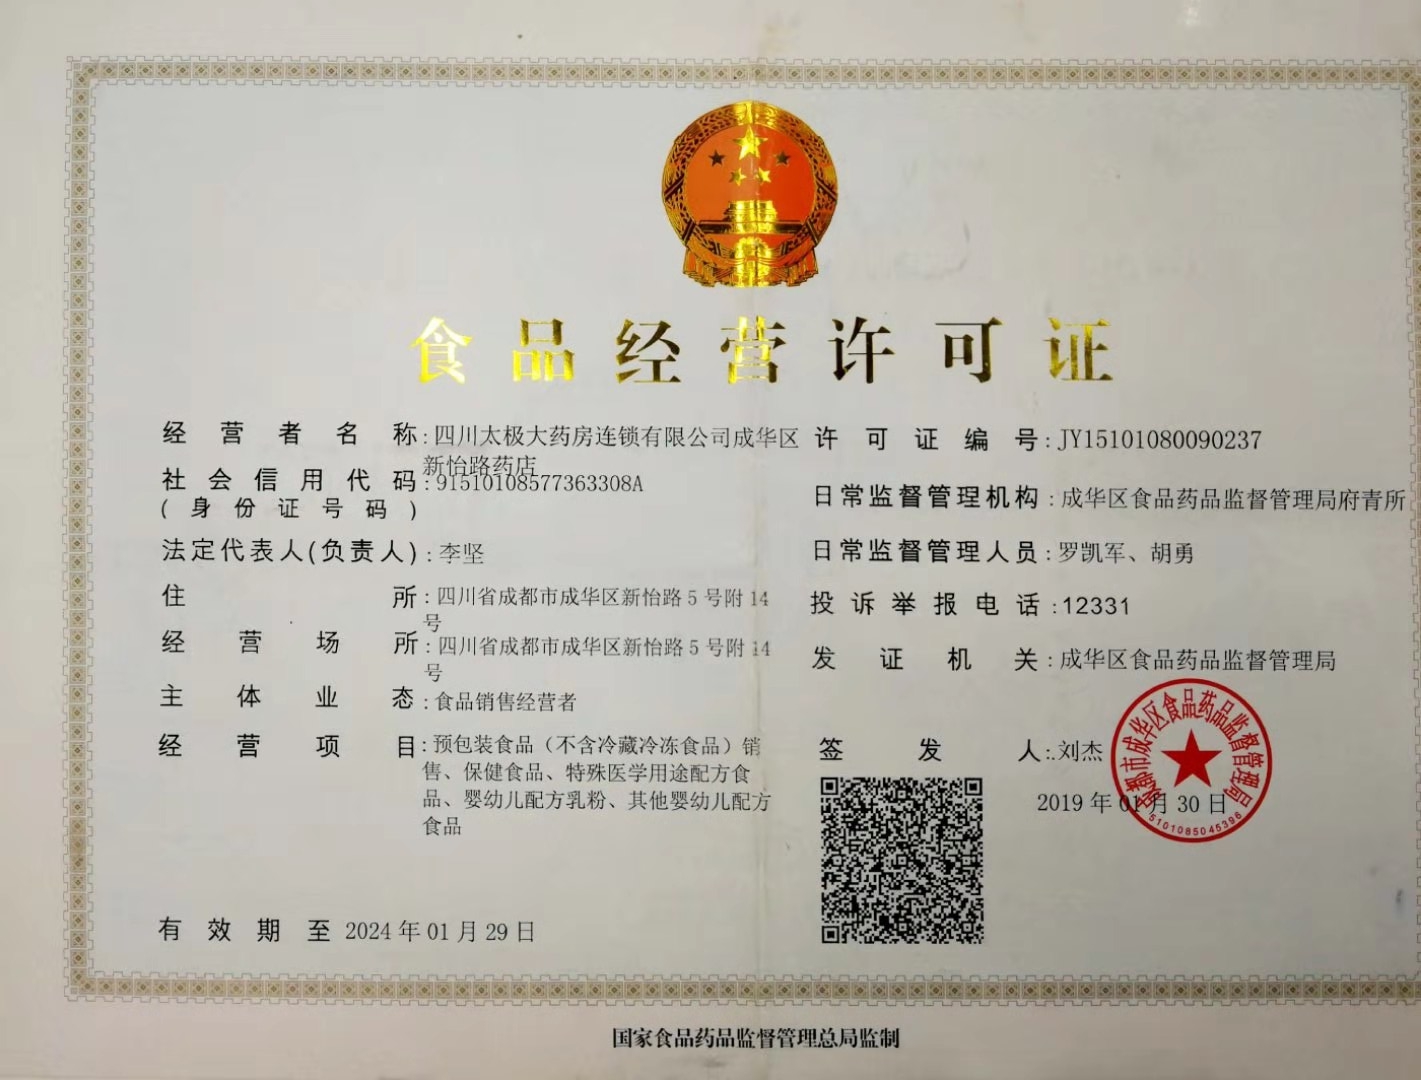 食品经营许可证
经营者名称:四川太极大药房连锁有限公司成华区
新怡路药店
社会信用代码:91510108577363308A
(身份证号码)
法定代表人(负责人):李坚
住所:四川省成都市成华区新怡路5号附14
号
经营场所:四川省成都市成华区新怡路5号附14
号
主体业态:食品销售经营者
经营项目:预包装食品（不含冷藏冷冻食品）销
售、保健食品、特殊医学用途配方食
品、婴幼儿配方乳粉、其他婴幼儿配方
食品
有效期至 2024年01月29日
许可证编号:JY15101080090237
日常监督管理机构:成华区食品药品监督管理局府青所
日常监督管理人员:罗凯军、胡勇
投诉举报电话:12331
发证机关:成华区食品药品监督管理局
签发人:刘杰
2019年01月30日
成都市成华区食品药品监督管理局
5101085045396
国家食品药品监督管理总局监制